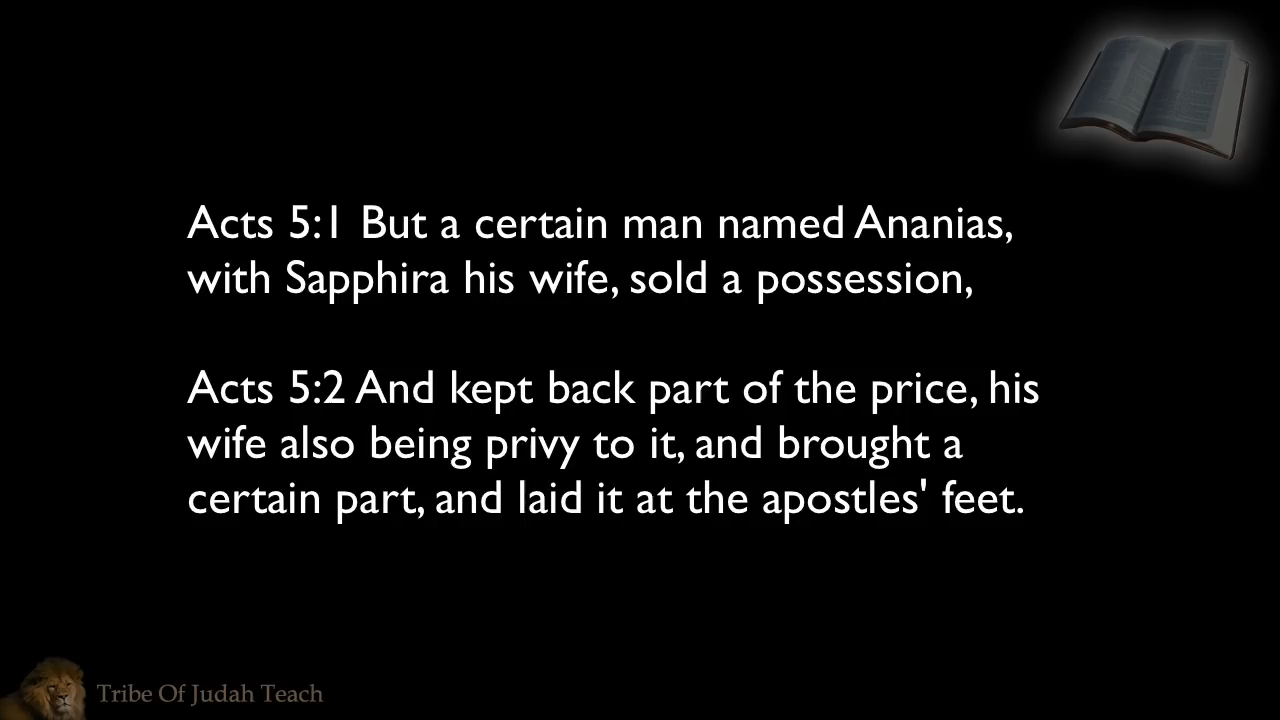 Acts 5:1 But a certain man named Ananias,
with Sapphira his wife, sold a possession,
Acts 5:2 And kept back part of the price, his
wife also being privy to it, and brought a
certain part, and laid it at the apostles' feet.
Tribe Of Judah Teach